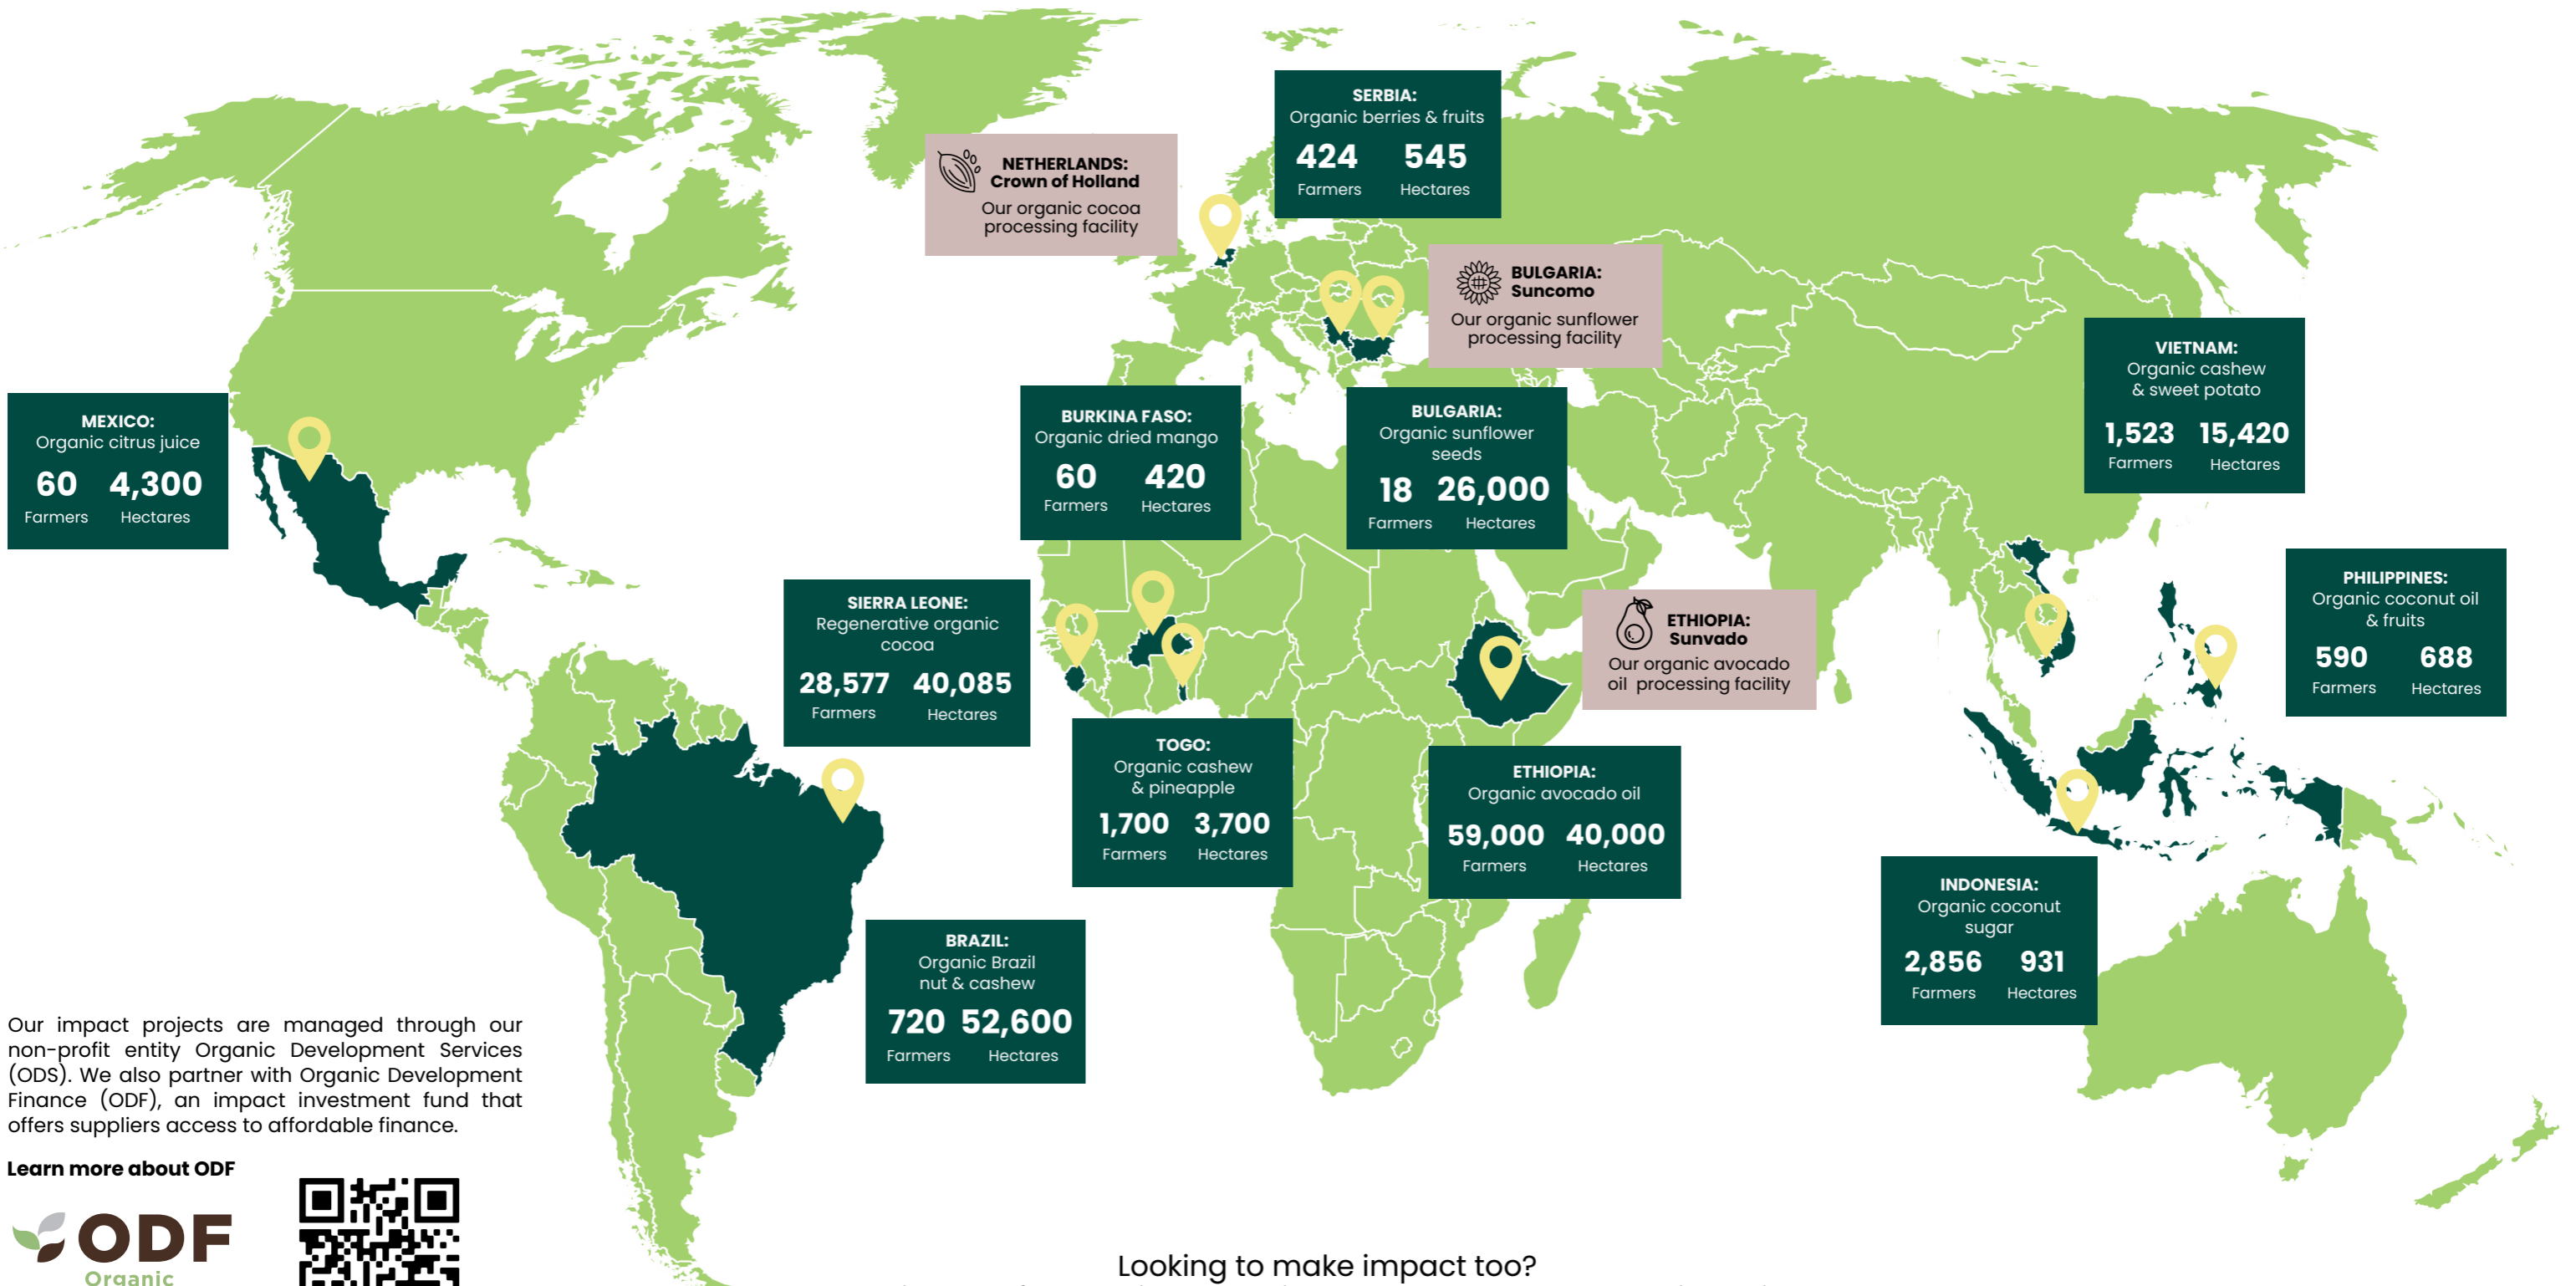 SERBIA:
Organic berries & fruits
424 545
Farmers Hectares
NETHERLANDS:
Crown of Holland
Our organic cocoa
processing facility
BULGARIA:
Suncomo
Our organic sunflower
processing facility
VIETNAM:
Organic cashew
& sweet potato
1,523 15,420
Farmers Hectares
MEXICO:
Organic citrus juice
60 4,300
Farmers Hectares
BURKINA FASO:
Organic dried mango
60 420
Farmers Hectares
BULGARIA:
Organic sunflower
seeds
18 26,000
Farmers Hectares
PHILIPPINES:
Organic coconut oil
& fruits
590 688
Farmers Hectares
SIERRA LEONE:
Regenerative organic
cocoa
28,577 40,085
Farmers Hectares
ETHIOPIA:
Sunvado
Our organic avocado
oil processing facility
TOGO:
Organic cashew
& pineapple
1,700 3,700
Farmers Hectares
ETHIOPIA:
Organic avocado oil
59,000 40,000
Farmers Hectares
INDONESIA:
Organic coconut
sugar
2,856 931
Farmers Hectares
BRAZIL:
Organic Brazil
nut & cashew
720 52,600
Farmers Hectares
Our impact projects are managed through our
non-profit entity Organic Development Services
(ODS). We also partner with Organic Development
Finance (ODF), an impact investment fund that
offers suppliers access to affordable finance.
Learn more about ODF
ODF
Organic
Looking to make impact too?